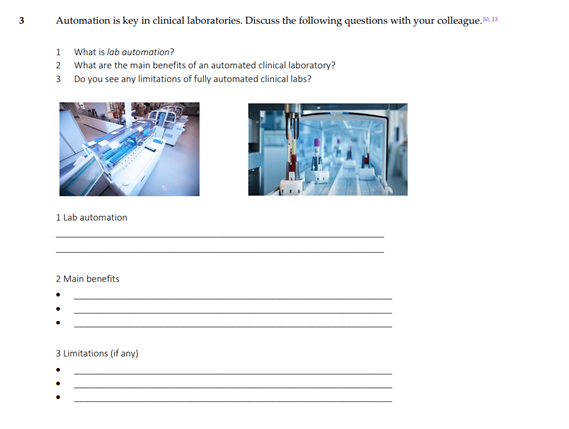 3 Automation is key in clinical laboratories. Discuss the following questions with your colleague.10, 13
1 What is lab automation?
2 What are the main benefits of an automated clinical laboratory?
3 Do you see any limitations of fully automated clinical labs?
1 Lab automation
2 Main benefits
•
•
•
3 Limitations (if any)
•
•
•